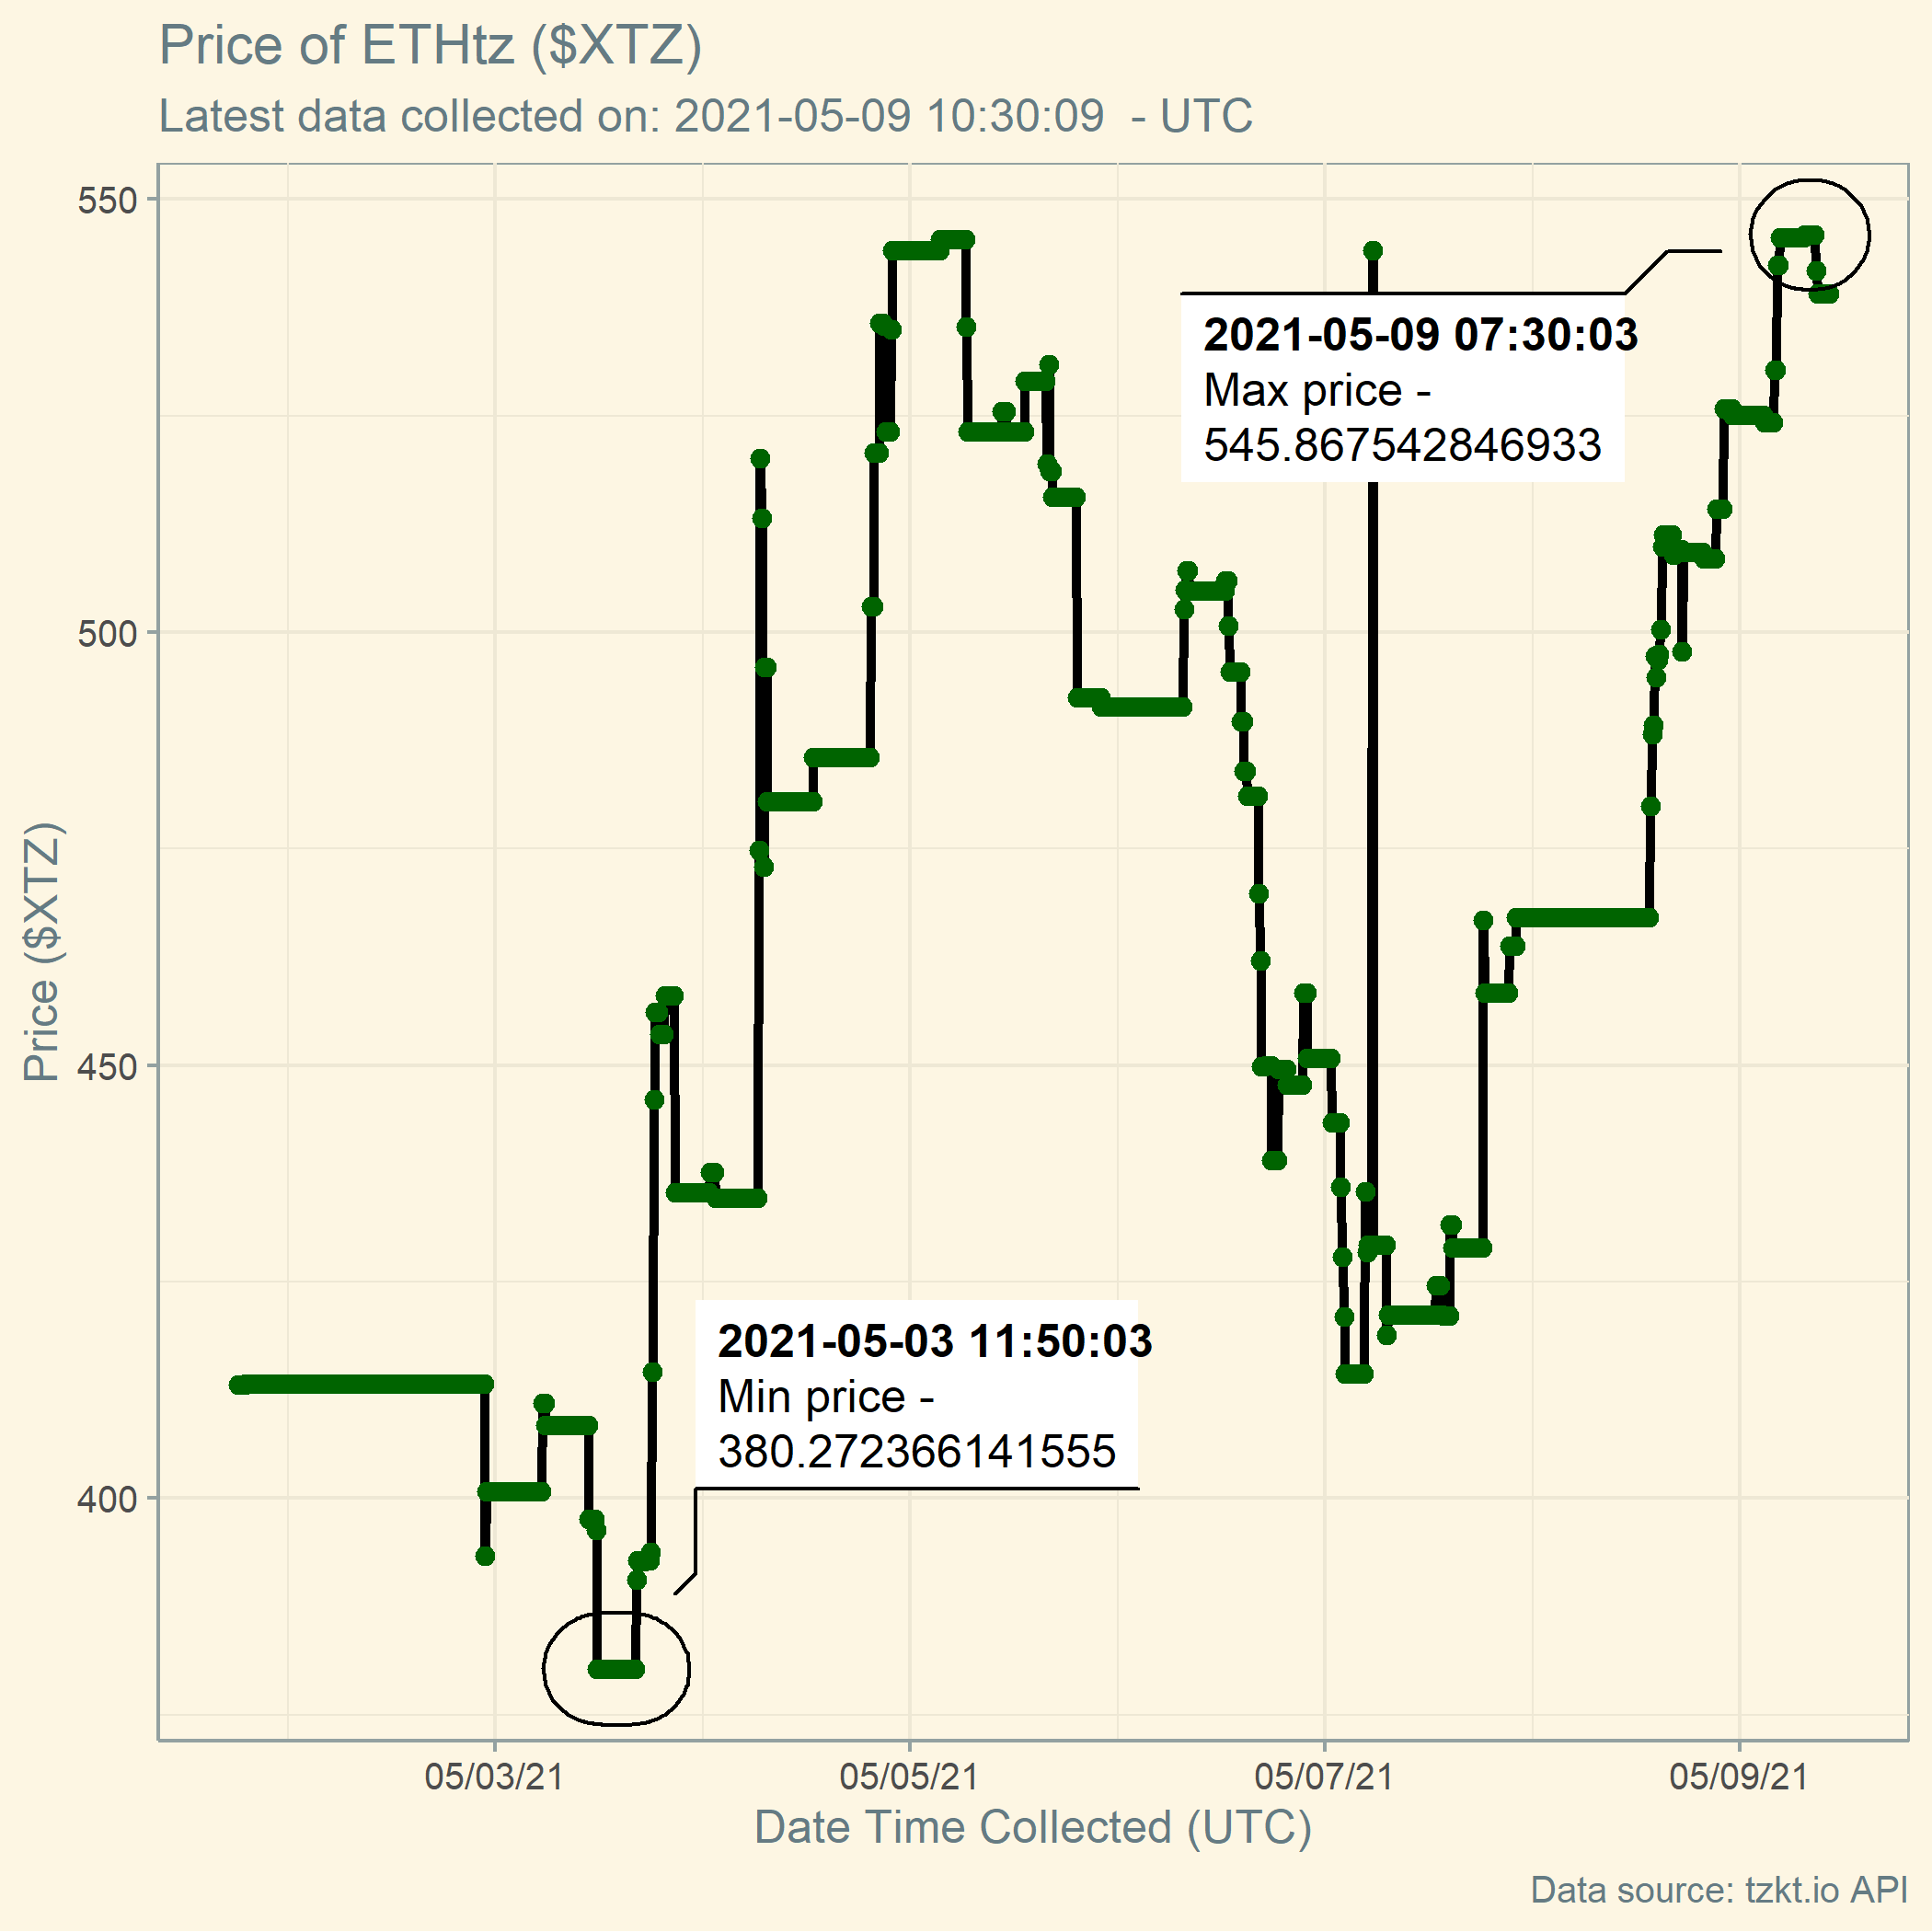 Price of ETHtz ($XTZ)
Latest data collected on: 2021-05-09 10:30:09  - UTC
550
500
450
400
Price ($XTZ)
2021-05-09 07:30:03
Max price -
545.867542846933
2021-05-03 11:50:03
Min price -
380.272366141555
05/03/21
05/05/21
05/07/21
05/09/21
Date Time Collected (UTC)
Data source: tzkt.io API